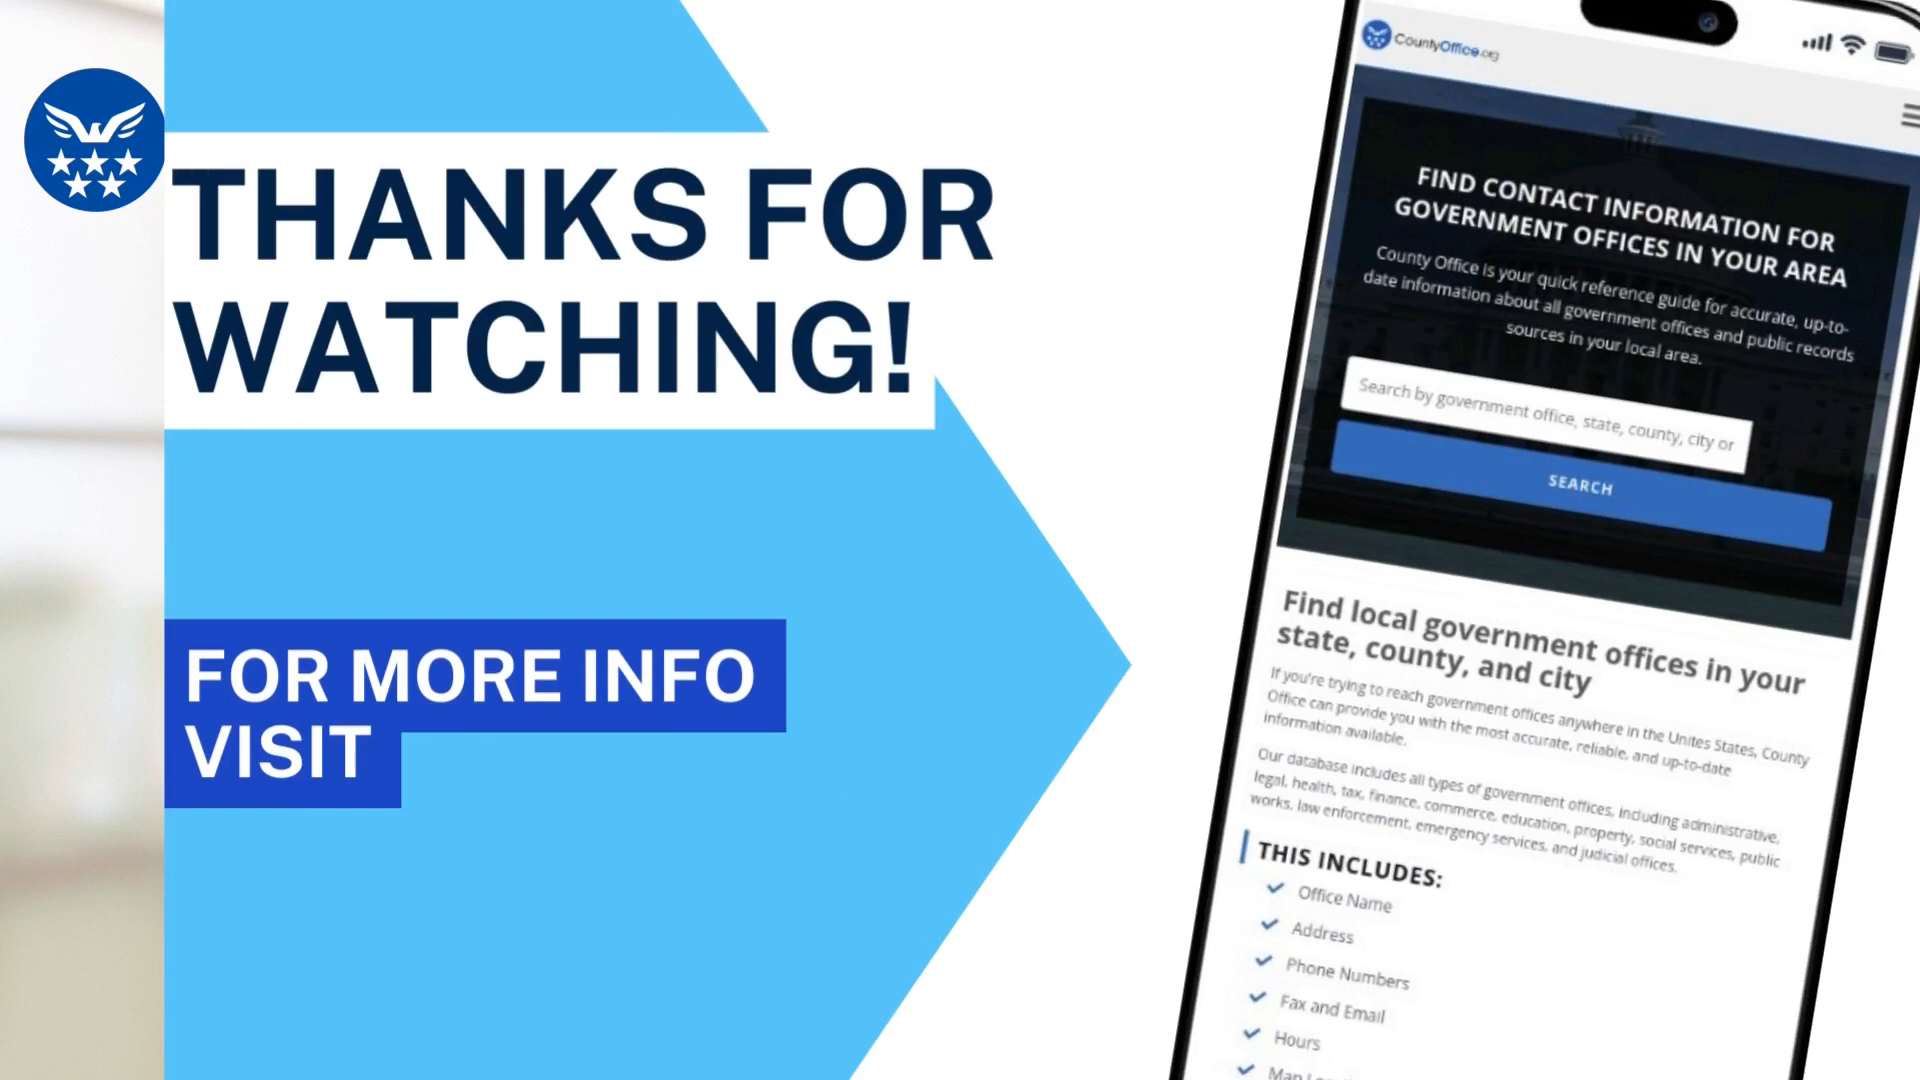 THANKS FOR
WATCHING!
FOR MORE INFO
VISIT
CountyOffice.org
FIND CONTACT INFORMATION FOR
GOVERNMENT OFFICES IN YOUR AREA
County Office is your quick reference guide for accurate, up-to-
date information about all government offices and public records
sources in your local area.
Search by government office, state, county, city or
SEARCH
Find local government offices in your
state, county, and city
If you're trying to reach government offices anywhere in the Unites States, County
Office can provide you with the most accurate, reliable, and up-to-date
information available.
Our database includes all types of government offices, including administrative,
legal, health, tax, finance, commerce, education, property, social services, public
works, law enforcement, emergency services, and judicial offices.
THIS INCLUDES:
Office Name
Address
Phone Numbers
Fax and Email
Hours
Map